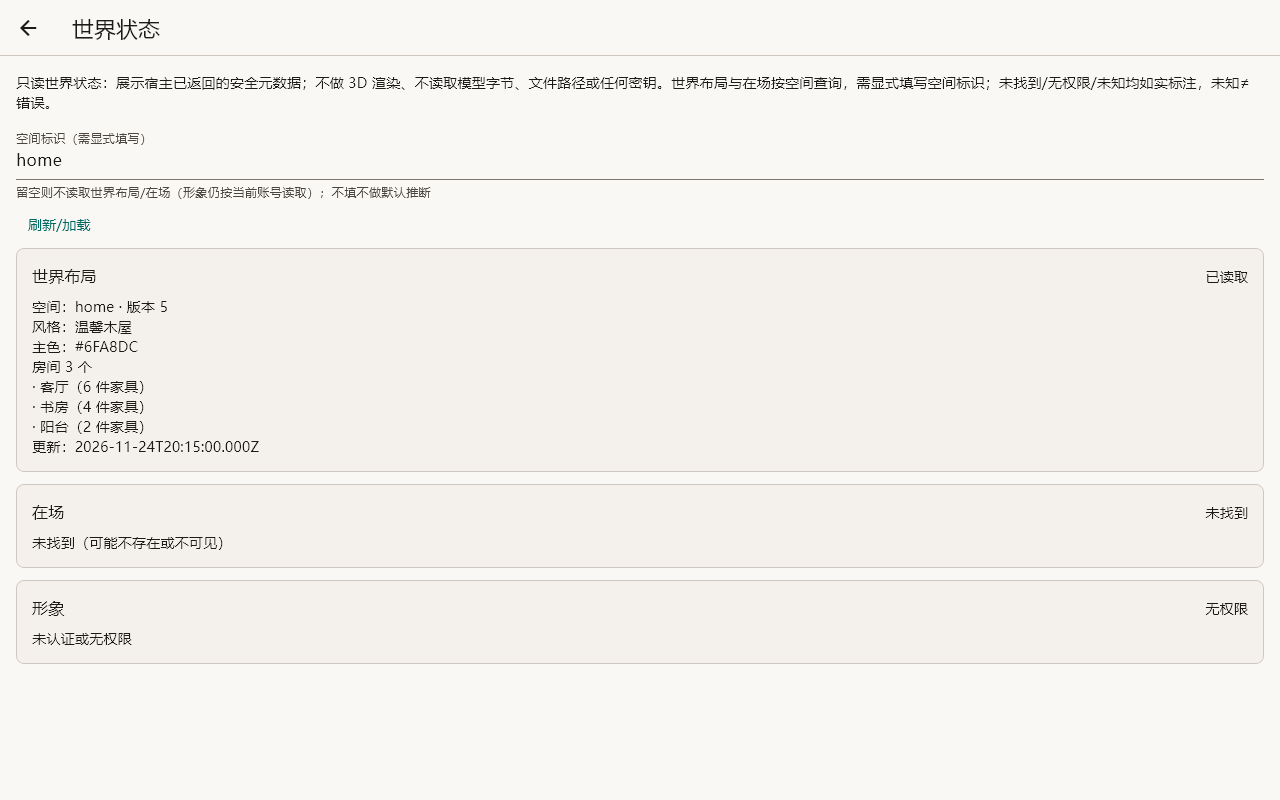 世界状态
只读世界状态：展示宿主已返回的安全元数据；不做 3D 渲染、不读取模型字节、文件路径或任何密钥。世界布局与在场按空间查询，需显式填写空间标识；未找到/无权限/未知均如实标注，未知≠
错误。
空间标识（需显式填写）
home
留空则不读取世界布局/在场（形象仍按当前账号读取）；不填不做默认推断
刷新/加载
世界布局
已读取
空间：home · 版本 5
风格：温馨木屋
主色：#6FA8DC
房间 3 个
· 客厅（6 件家具）
· 书房（4 件家具）
· 阳台（2 件家具）
更新：2026-11-24T20:15:00.000Z
在场
未找到
未找到（可能不存在或不可见）
形象
无权限
未认证或无权限